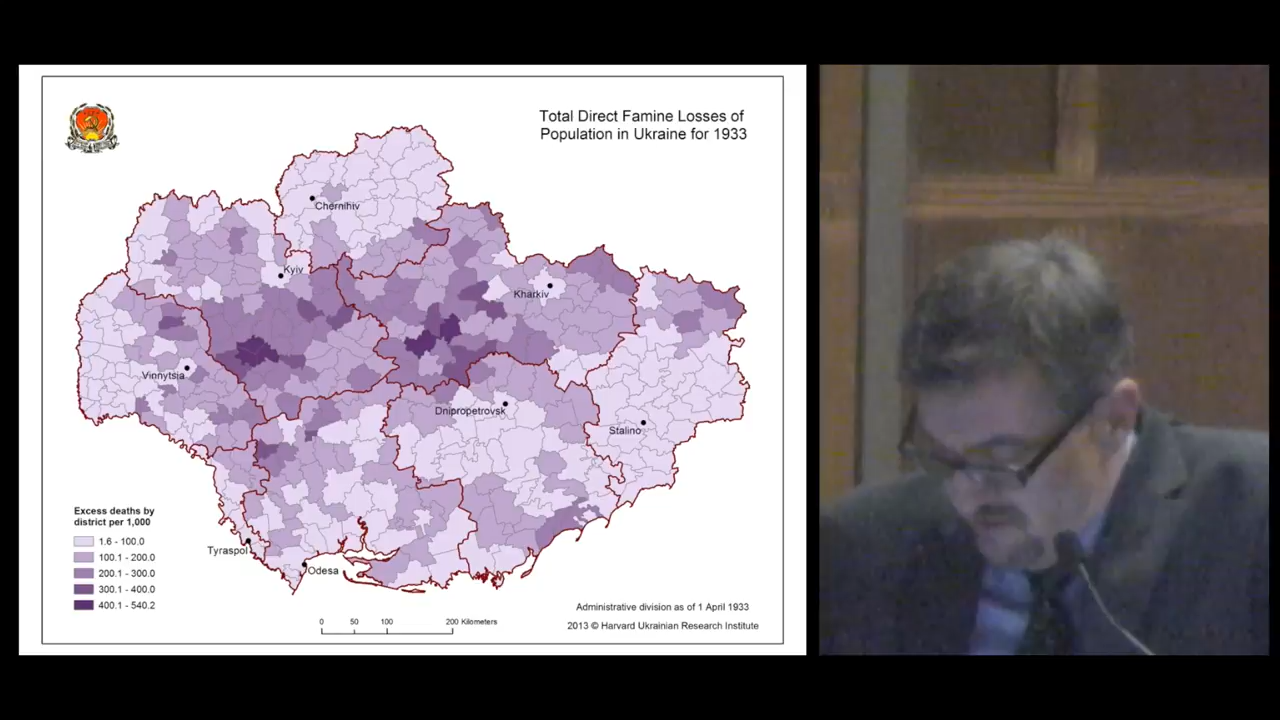 Total Direct Famine Losses of
Population in Ukraine for 1933
Chernihiv
Kyiv
Kharkiv
Vinnytsia
Dnipropetrovsk
Stalino
Tyraspol
Odesa
Excess deaths by
district per 1,000
1.6 - 100.0
100.1 - 200.0
200.1 - 300.0
300.1 - 400.0
400.1 - 540.2
0 50 100 200 Kilometers
Administrative division as of 1 April 1933
2013 © Harvard Ukrainian Research Institute